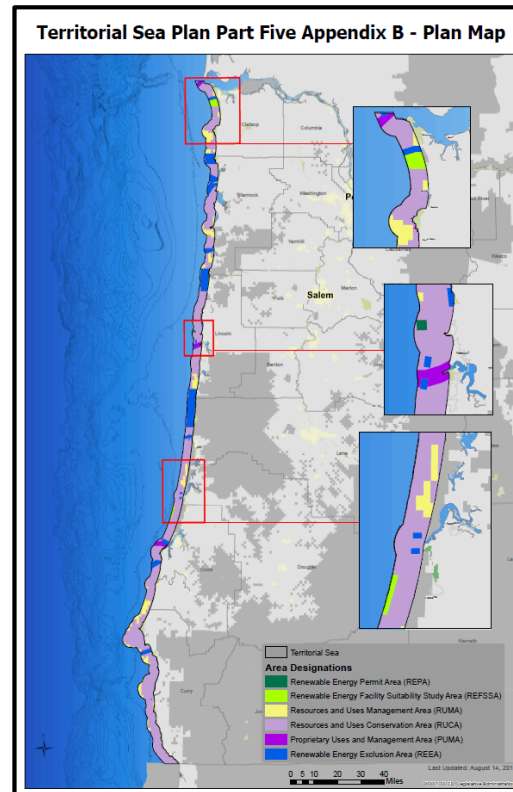 Territorial Sea Plan Part Five Appendix B - Plan Map
Clatsop
Columbia
Tillamook
Washington
Yamhill
Polk
Marion
Salem
Lincoln
Benton
Lane
Douglas
Coos
Curry
Klamath
Wasco
Territorial Sea
Area Designations
Renewable Energy Permit Area (REPA)
Renewable Energy Facility Suitability Study Area (REFSSA)
Resources and Uses Management Area (RUMA)
Resources and Uses Conservation Area (RUCA)
Proprietary Uses and Management Area (PUMA)
Renewable Energy Exclusion Area (REEA)
Last Updated: August 14, 201
0 5 10 20 30 40
Miles